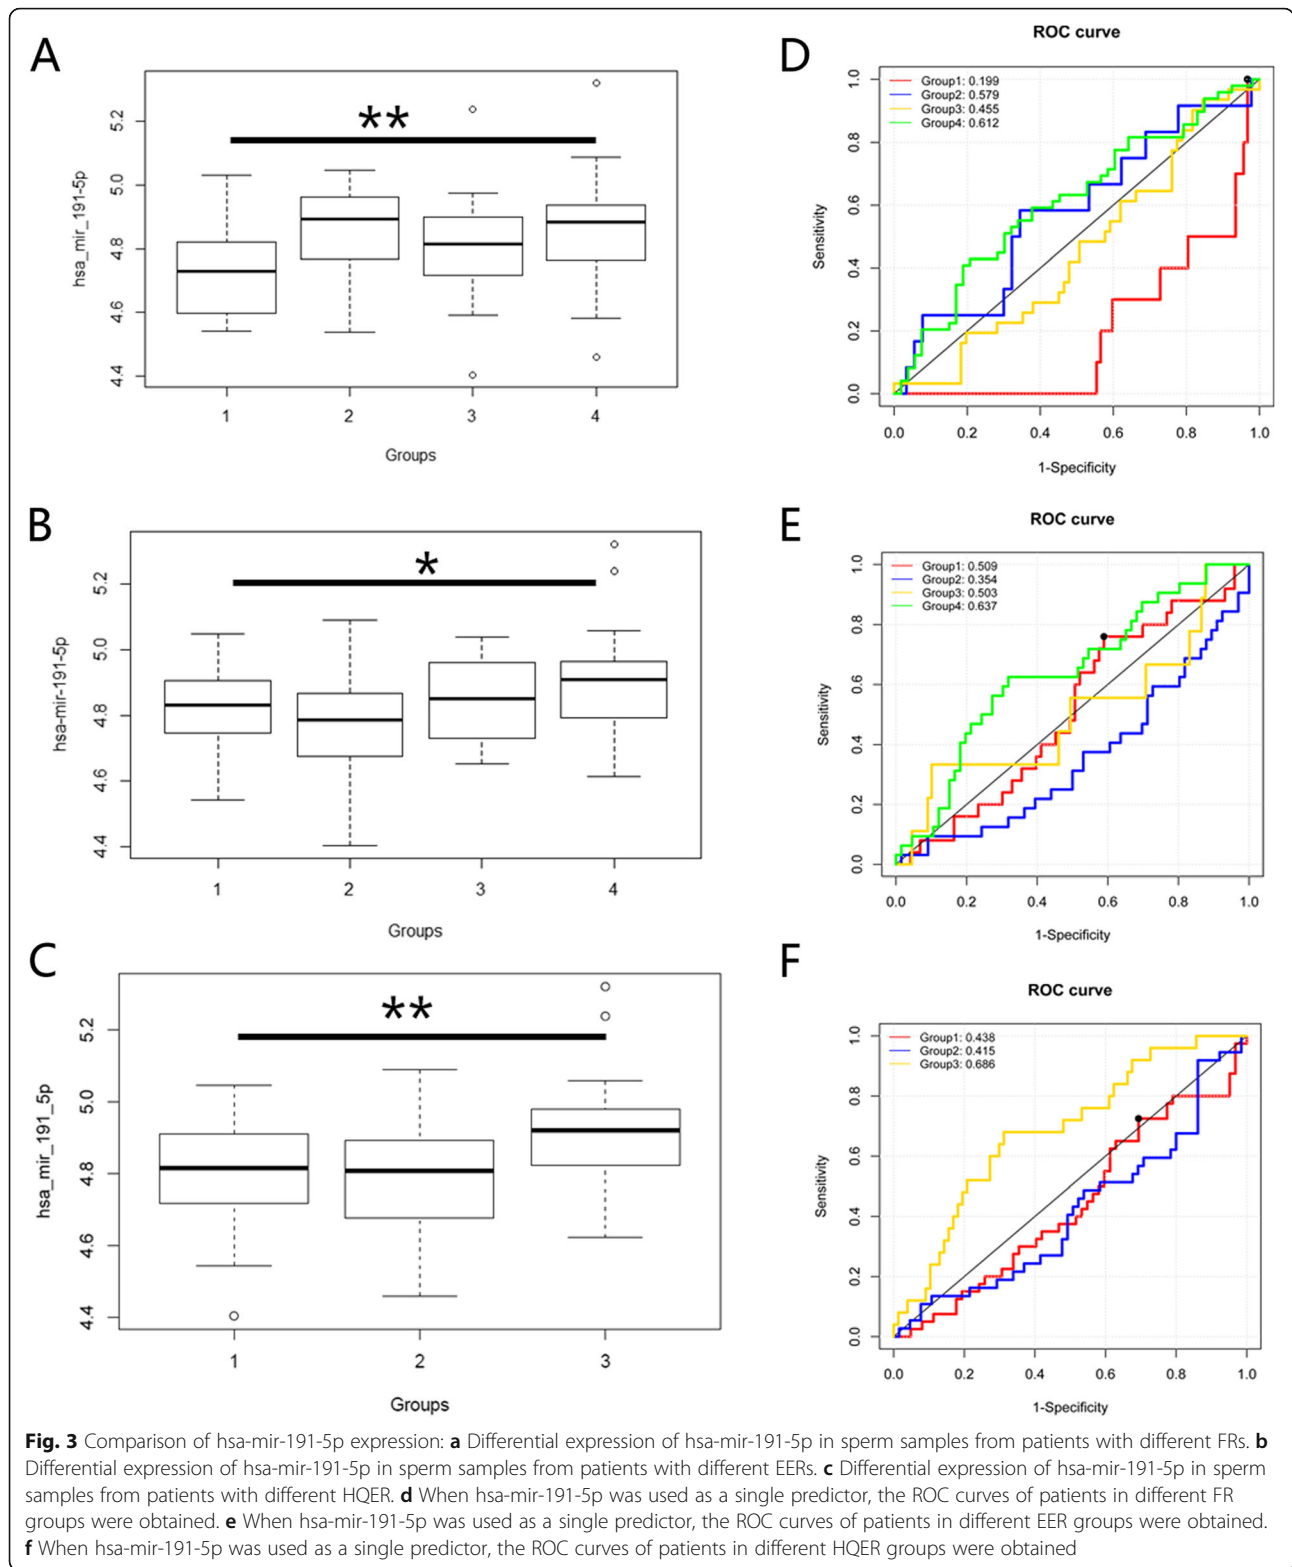 A
**
hsa_mir_191-5p
5.2
5.0
4.8
4.6
4.4
1 2 3 4
Groups
D
ROC curve
Group1: 0.199
Group2: 0.579
Group3: 0.455
Group4: 0.612
Sensitivity
1.0
0.8
0.6
0.4
0.2
0.0
0.0 0.2 0.4 0.6 0.8 1.0
1-Specificity
B
*
hsa-mir-191-5p
5.2
5.0
4.8
4.6
4.4
1 2 3 4
Groups
E
ROC curve
Group1: 0.509
Group2: 0.354
Group3: 0.503
Group4: 0.637
Sensitivity
1.0
0.8
0.6
0.4
0.2
0.0
0.0 0.2 0.4 0.6 0.8 1.0
1-Specificity
C
**
hsa_mir_191_5p
5.2
5.0
4.8
4.6
4.4
1 2 3
Groups
F
ROC curve
Group1: 0.438
Group2: 0.415
Group3: 0.686
Sensitivity
1.0
0.8
0.6
0.4
0.2
0.0
0.0 0.2 0.4 0.6 0.8 1.0
1-Specificity
Fig. 3 Comparison of hsa-mir-191-5p expression: a Differential expression of hsa-mir-191-5p in sperm samples from patients with different FRs. b
Differential expression of hsa-mir-191-5p in sperm samples from patients with different EERs. c Differential expression of hsa-mir-191-5p in sperm
samples from patients with different HQER. d When hsa-mir-191-5p was used as a single predictor, the ROC curves of patients in different FR
groups were obtained. e When hsa-mir-191-5p was used as a single predictor, the ROC curves of patients in different EER groups were obtained.
f When hsa-mir-191-5p was used as a single predictor, the ROC curves of patients in different HQER groups were obtained